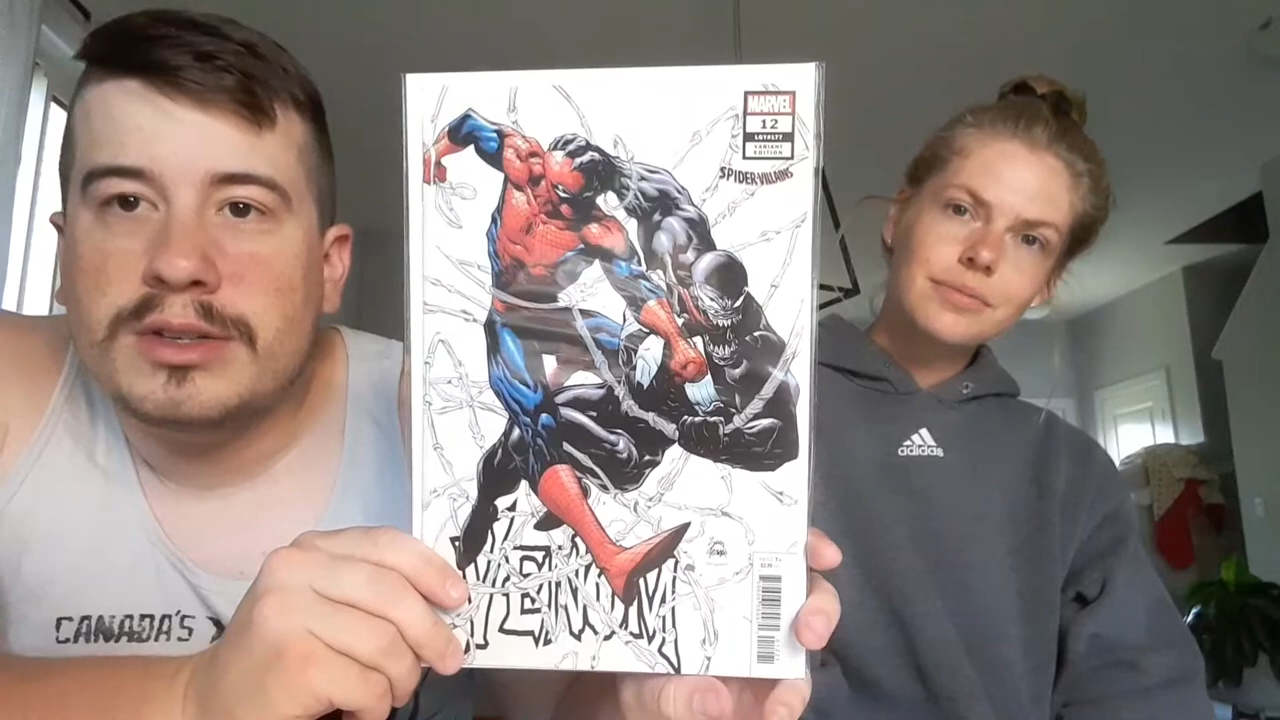 MARVEL
12
LGY#177
VARIANT
EDITION
SPIDER-VILLAINS
VENOM
CANADA'S
adidas